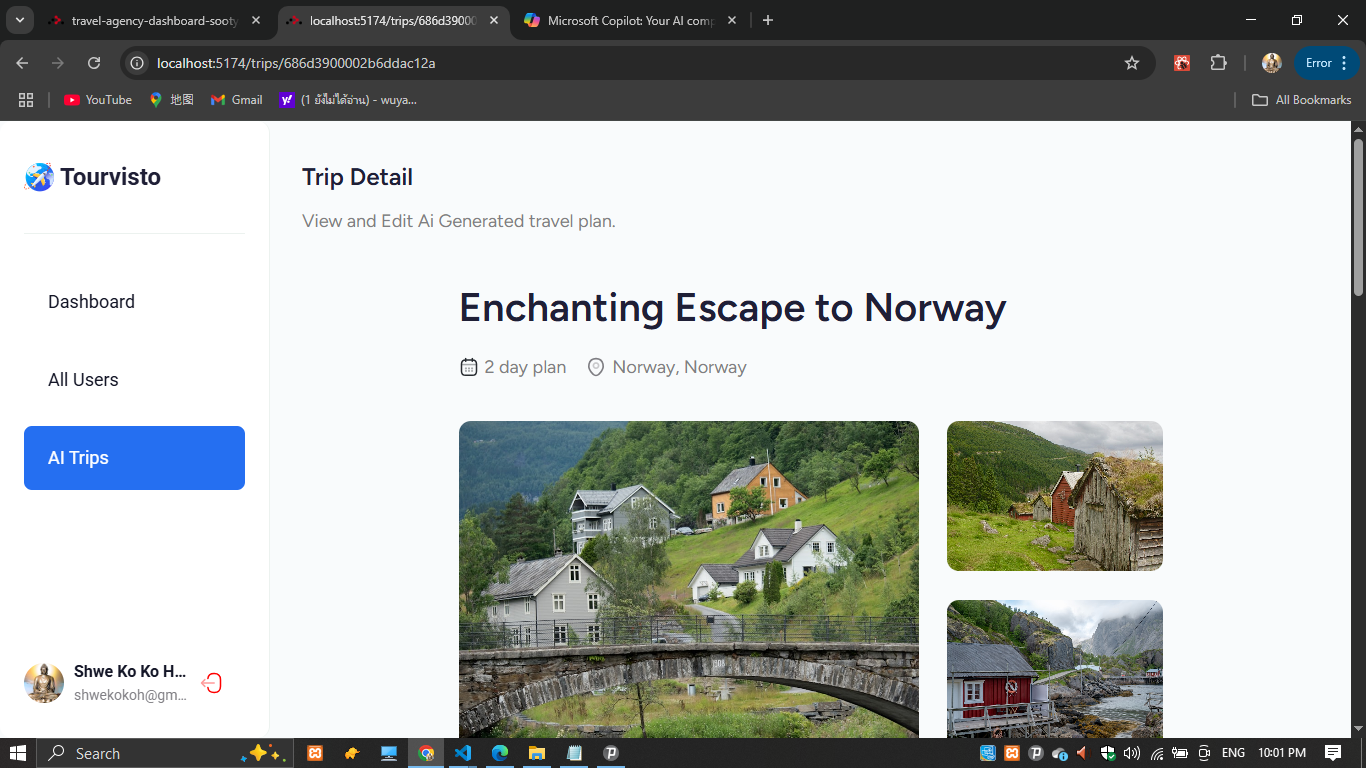 travel-agency-dashboard-sooty
localhost:5174/trips/686d39000
Microsoft Copilot: Your AI comp
localhost:5174/trips/686d3900002b6ddac12a
Error
YouTube
地图
Gmail
(1 ยังไม่ได้อ่าน) - wuya...
All Bookmarks
Tourvisto
Dashboard
All Users
AI Trips
Shwe Ko Ko H...
shwekokoh@gm...
Trip Detail
View and Edit Ai Generated travel plan.
Enchanting Escape to Norway
2 day plan
Norway, Norway
Search
ENG
10:01 PM